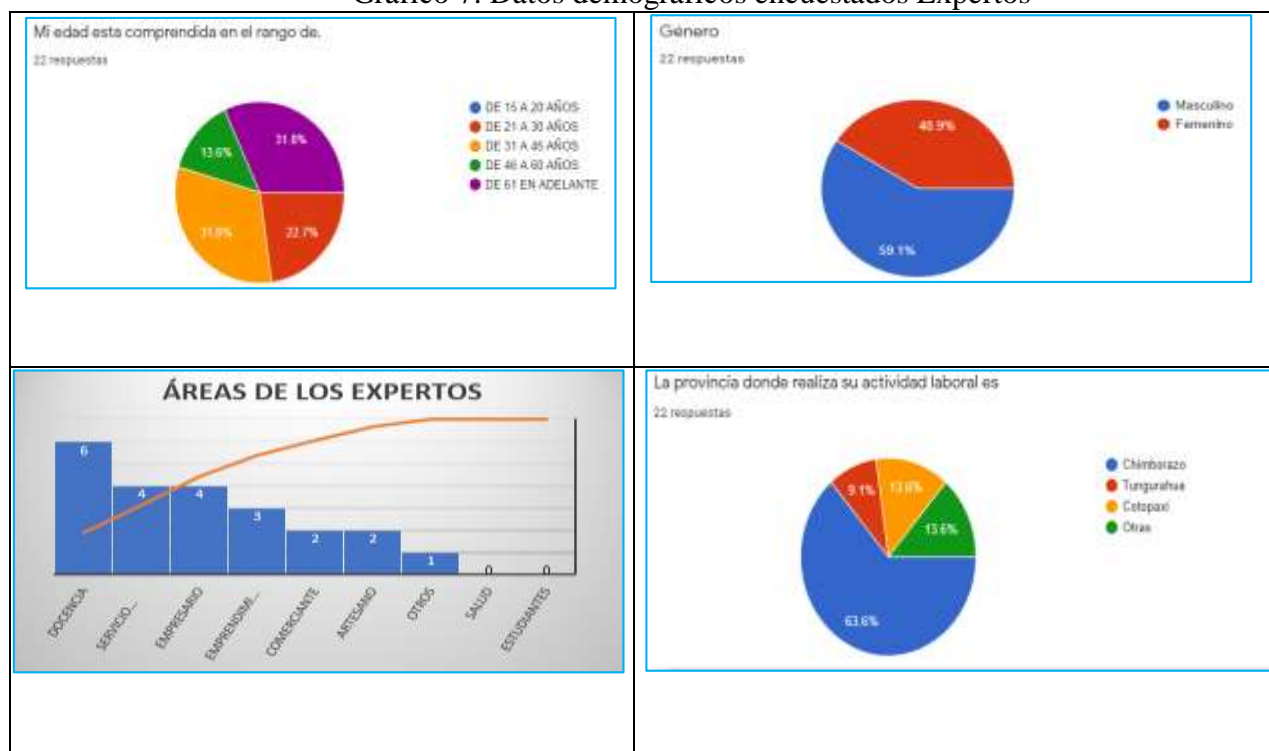 Gráfico 7. Datos demográficos encuestados Expertos
Mi edad esta comprendida en el rango de.
22 respuestas
31.8%
13.6%
31.8%
22.7%
DE 15 A 20 AÑOS
DE 21 A 30 AÑOS
DE 31 A 45 AÑOS
DE 46 A 60 AÑOS
DE 61 EN ADELANTE
Género
22 respuestas
40.9%
59.1%
Masculino
Femenino
ÁREAS DE LOS EXPERTOS
6
4
4
3
2
2
1
0
0
DOCENCIA
SERVICIO...
EMPRESARIO
EMPRENDIMI...
COMERCIANTE
ARTESANO
OTROS
SALUD
ESTUDIANTES
La provincia donde realiza su actividad laboral es
22 respuestas
9.1%
13.6%
13.6%
63.6%
Chimborazo
Tungurahua
Cotopaxi
Otras